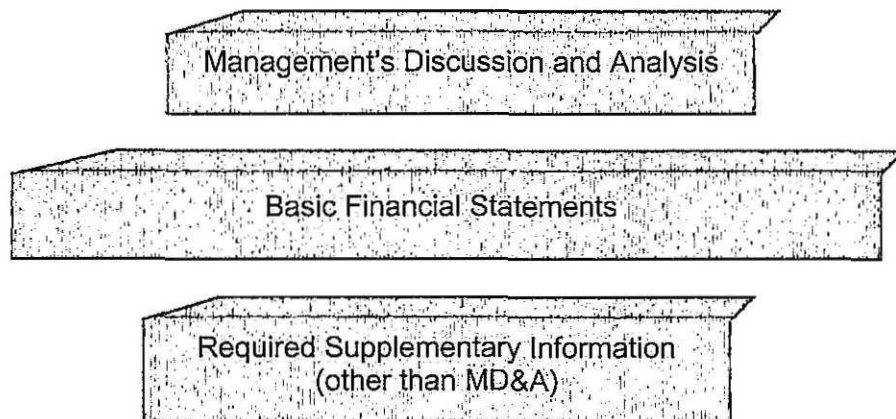 Management's Discussion and Analysis
Basic Financial Statements
Required Supplementary Information
(other than MD&A)